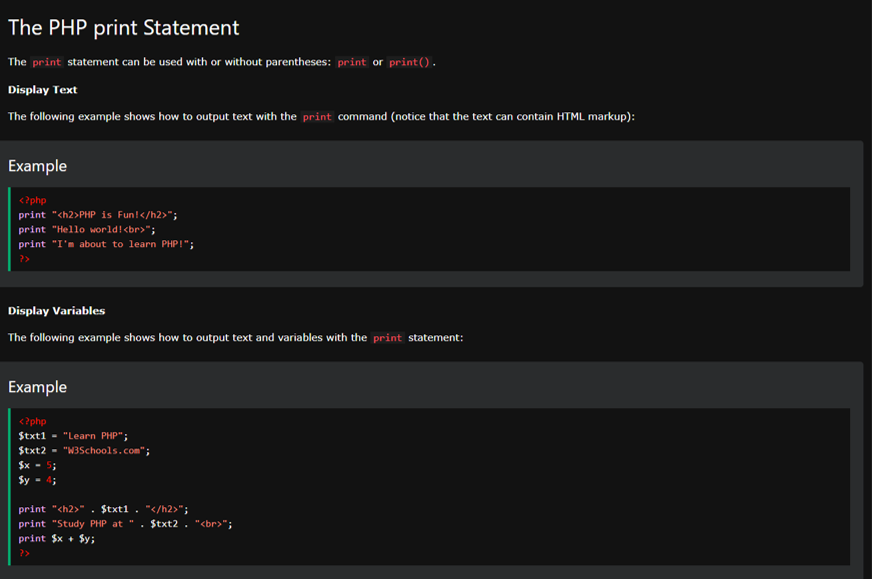 The PHP print Statement
The print statement can be used with or without parentheses: print or print().
Display Text
The following example shows how to output text with the print command (notice that the text can contain HTML markup):
Example
<?php
print "<h2>PHP is Fun!</h2>";
print "Hello world!<br>";
print "I'm about to learn PHP!";
?>
Display Variables
The following example shows how to output text and variables with the print statement:
Example
<?php
$txt1 = "Learn PHP";
$txt2 = "W3Schools.com";
$x = 5;
$y = 4;
print "<h2>" . $txt1 . "</h2>";
print "Study PHP at " . $txt2 . "<br>";
print $x + $y;
?>